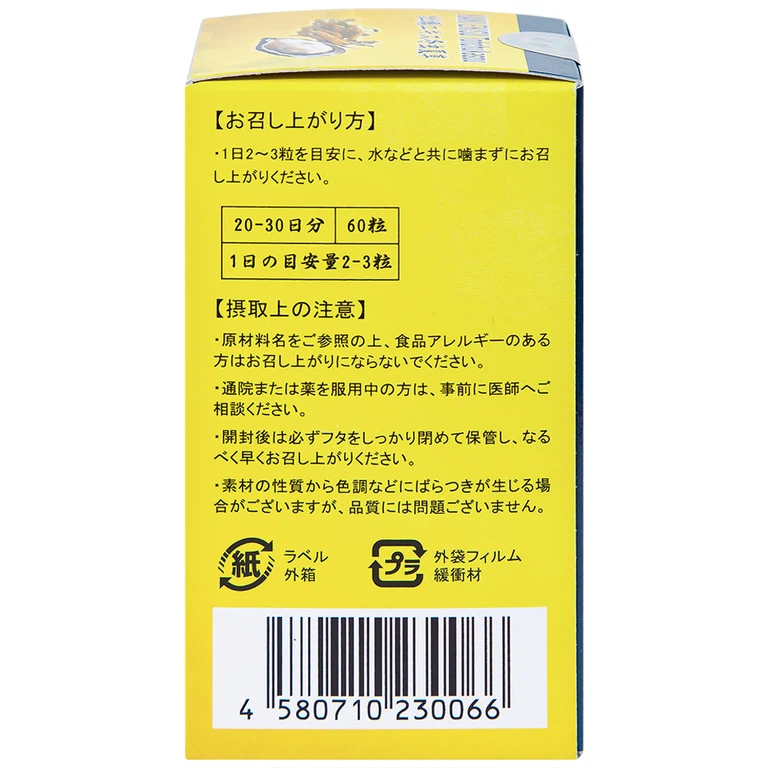 【お召し上がり方】
・1日2～3粒を目安に、水などと共に噛まずにお召
し上がりください。
20-30日分 60粒
1日の目安量2-3粒
【摂取上の注意】
・原材料名をご参照の上、食品アレルギーのある
方はお召し上がりにならないでください。
・通院または薬を服用中の方は、事前に医師へご
相談ください。
・開封後は必ずフタをしっかり閉めて保管し、なる
べく早くお召し上がりください。
・素材の性質から色調などにばらつきが生じる場
合がございますが、品質には問題ございません。
紙 ラベル
外箱
プラ 外袋フィルム
緩衝材
4 580710 230066